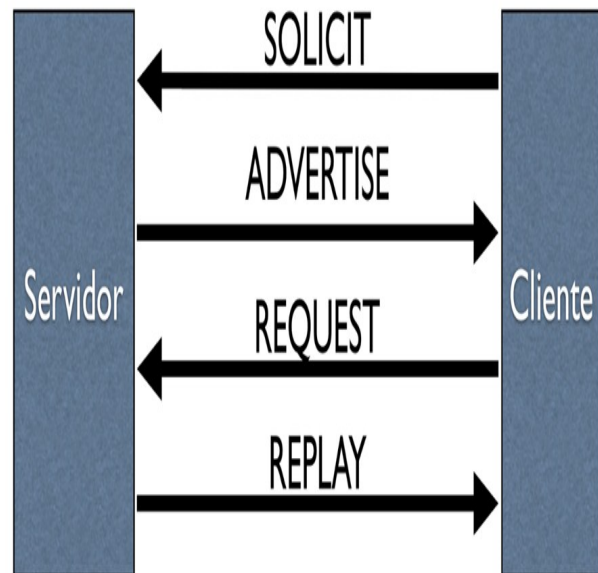 SOLICIT
ADVERTISE
Servidor
Cliente
REQUEST
REPLAY